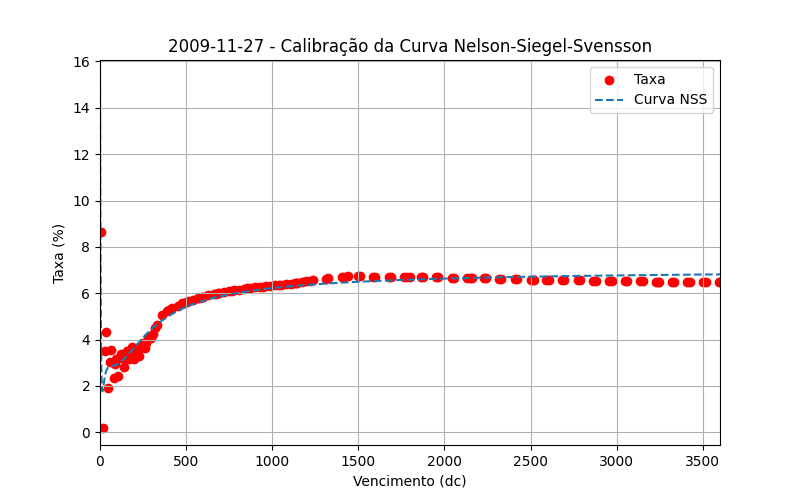 2009-11-27 - Calibração da Curva Nelson-Siegel-Svensson
Taxa
Curva NSS
Taxa (%)
16
14
12
10
8
6
4
2
0
0 500 1000 1500 2000 2500 3000 3500
Vencimento (dc)